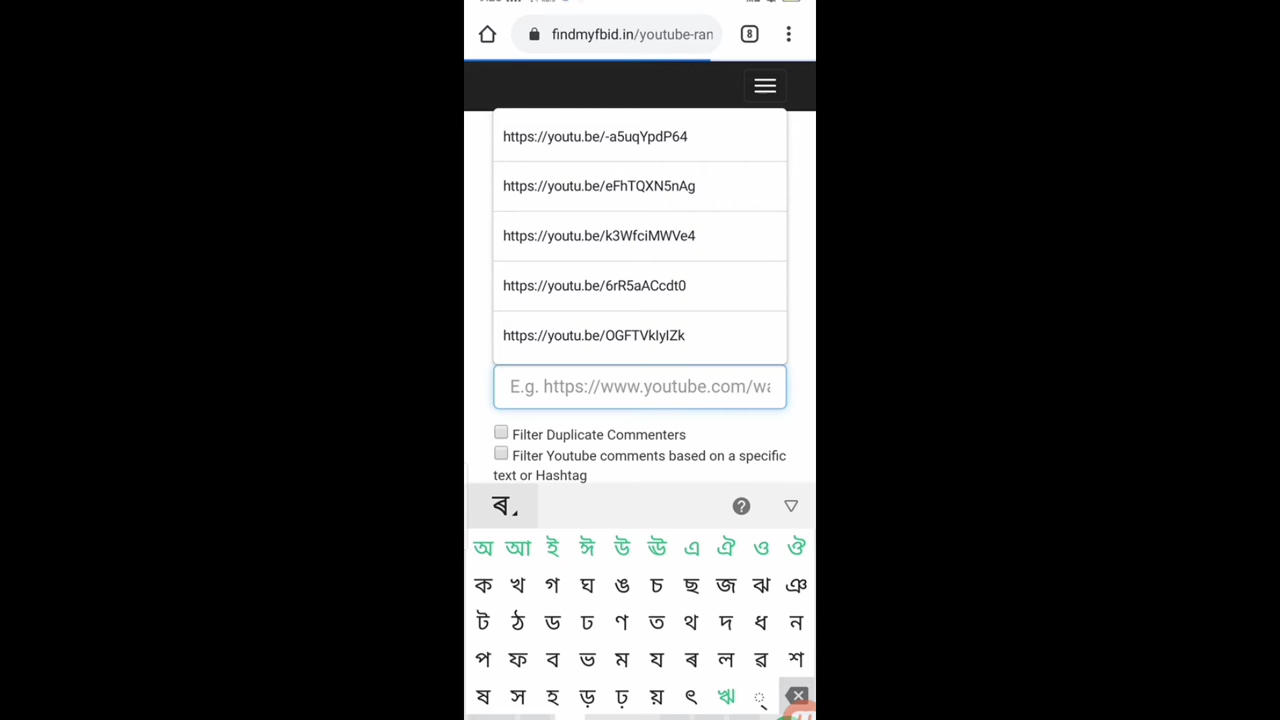 8
findmyfbid.in/youtube-ran
https://youtu.be/-a5uqYpdP64
https://youtu.be/eFhTQXN5nAg
https://youtu.be/k3WfciMWVe4
https://youtu.be/6rR5aACcdt0
https://youtu.be/OGFTVkIyIZk
E.g. https://www.youtube.com/wa
Filter Duplicate Commenters
Filter Youtube comments based on a specific
text or Hashtag
ৰ
অ আ ই ঈ উ ঊ এ ঐ ও ঔ
ক খ গ ঘ ঙ চ ছ জ ঝ ঞ
ট ঠ ড ঢ ণ ত থ দ ধ ন
প ফ ব ভ ম য ৰ ল ৱ শ
ষ স হ ড় ঢ় য় ৎ ঋ ্